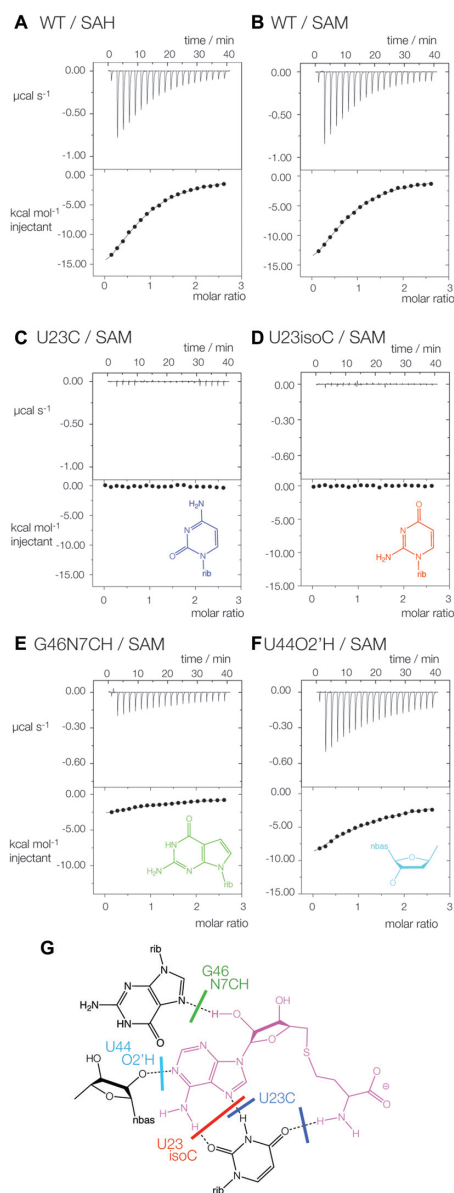 A WT / SAH
time / min
0 10 20 30 40
0.00
µcal s-1
-0.50
-1.00
0.00
kcal mol-1
injectant
-5.00
-10.00
-15.00
0 1 2 3
molar ratio
B WT / SAM
time / min
0 10 20 30 40
0.00
-0.50
-1.00
0.00
-5.00
-10.00
-15.00
0 1 2 3
molar ratio
C U23C / SAM
time / min
0 10 20 30 40
0.00
µcal s-1
-0.50
-1.00
0.00
kcal mol-1
injectant
-5.00
-10.00
-15.00
H2N
N
O
N
rib
0 1 2 3
molar ratio
D U23isoC / SAM
time / min
0 10 20 30 40
0.00
-0.30
-0.60
0.00
-5.00
-10.00
-15.00
O
N
H2N
N
rib
0 1 2 3
molar ratio
E G46N7CH / SAM
time / min
0 10 20 30 40
0.00
µcal s-1
-0.30
-0.60
0.00
-5.00
kcal mol-1
injectant
-10.00
O
HN
H2N
N
N
rib
0 1 2 3
molar ratio
F U44O2'H / SAM
time / min
0 10 20 30 40
0.00
-0.30
-0.60
0.00
-5.00
-10.00
-15.00
nbas
O
O
0 1 2 3
molar ratio
G
rib
G46
N7CH
N
N
H2N
N
N
HN
O
H
O
OH
O
U44
O2'H
HO
O
O
nbas
N
N
N
N
S
O
⊖
O
N
H
H
U23C
H
N
H
U23
isoC
H
N
O
O
N
rib